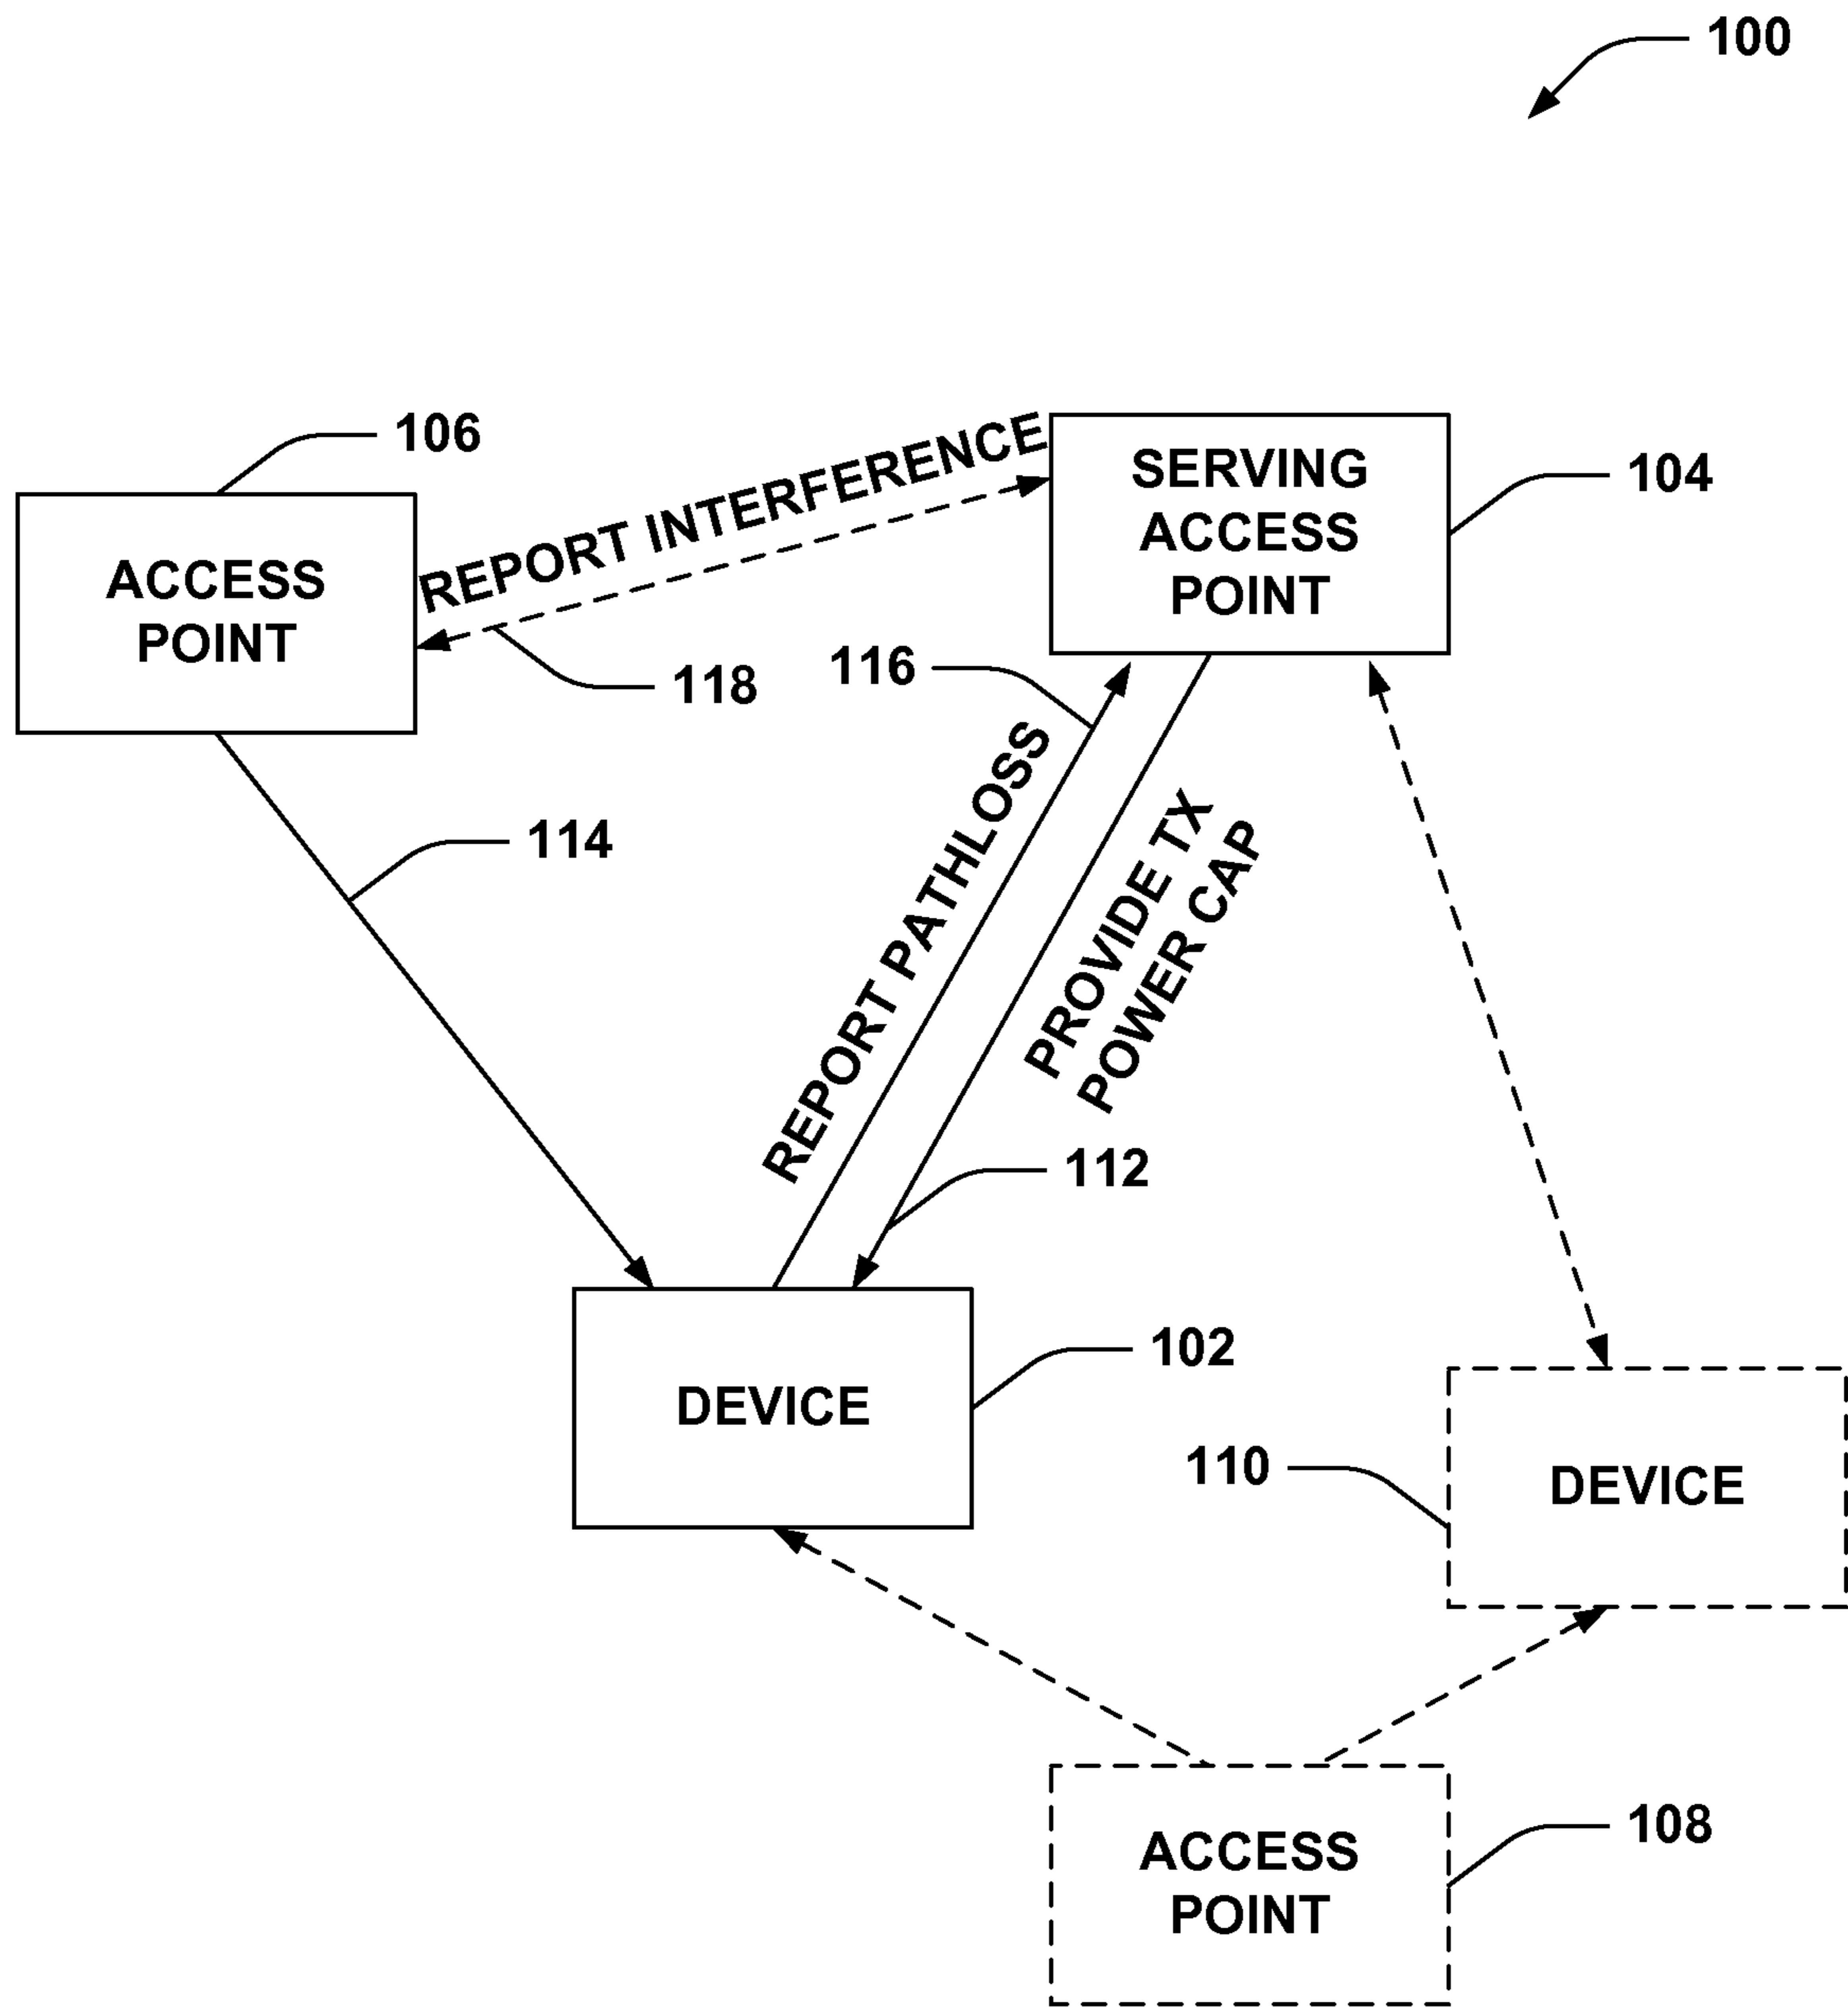 100
106
ACCESS
POINT
REPORT INTERFERENCE
SERVING
ACCESS
POINT
104
118
116
114
REPORT PATHLOSS
PROVIDE TX
POWER CAP
112
DEVICE
102
110
DEVICE
ACCESS
POINT
108